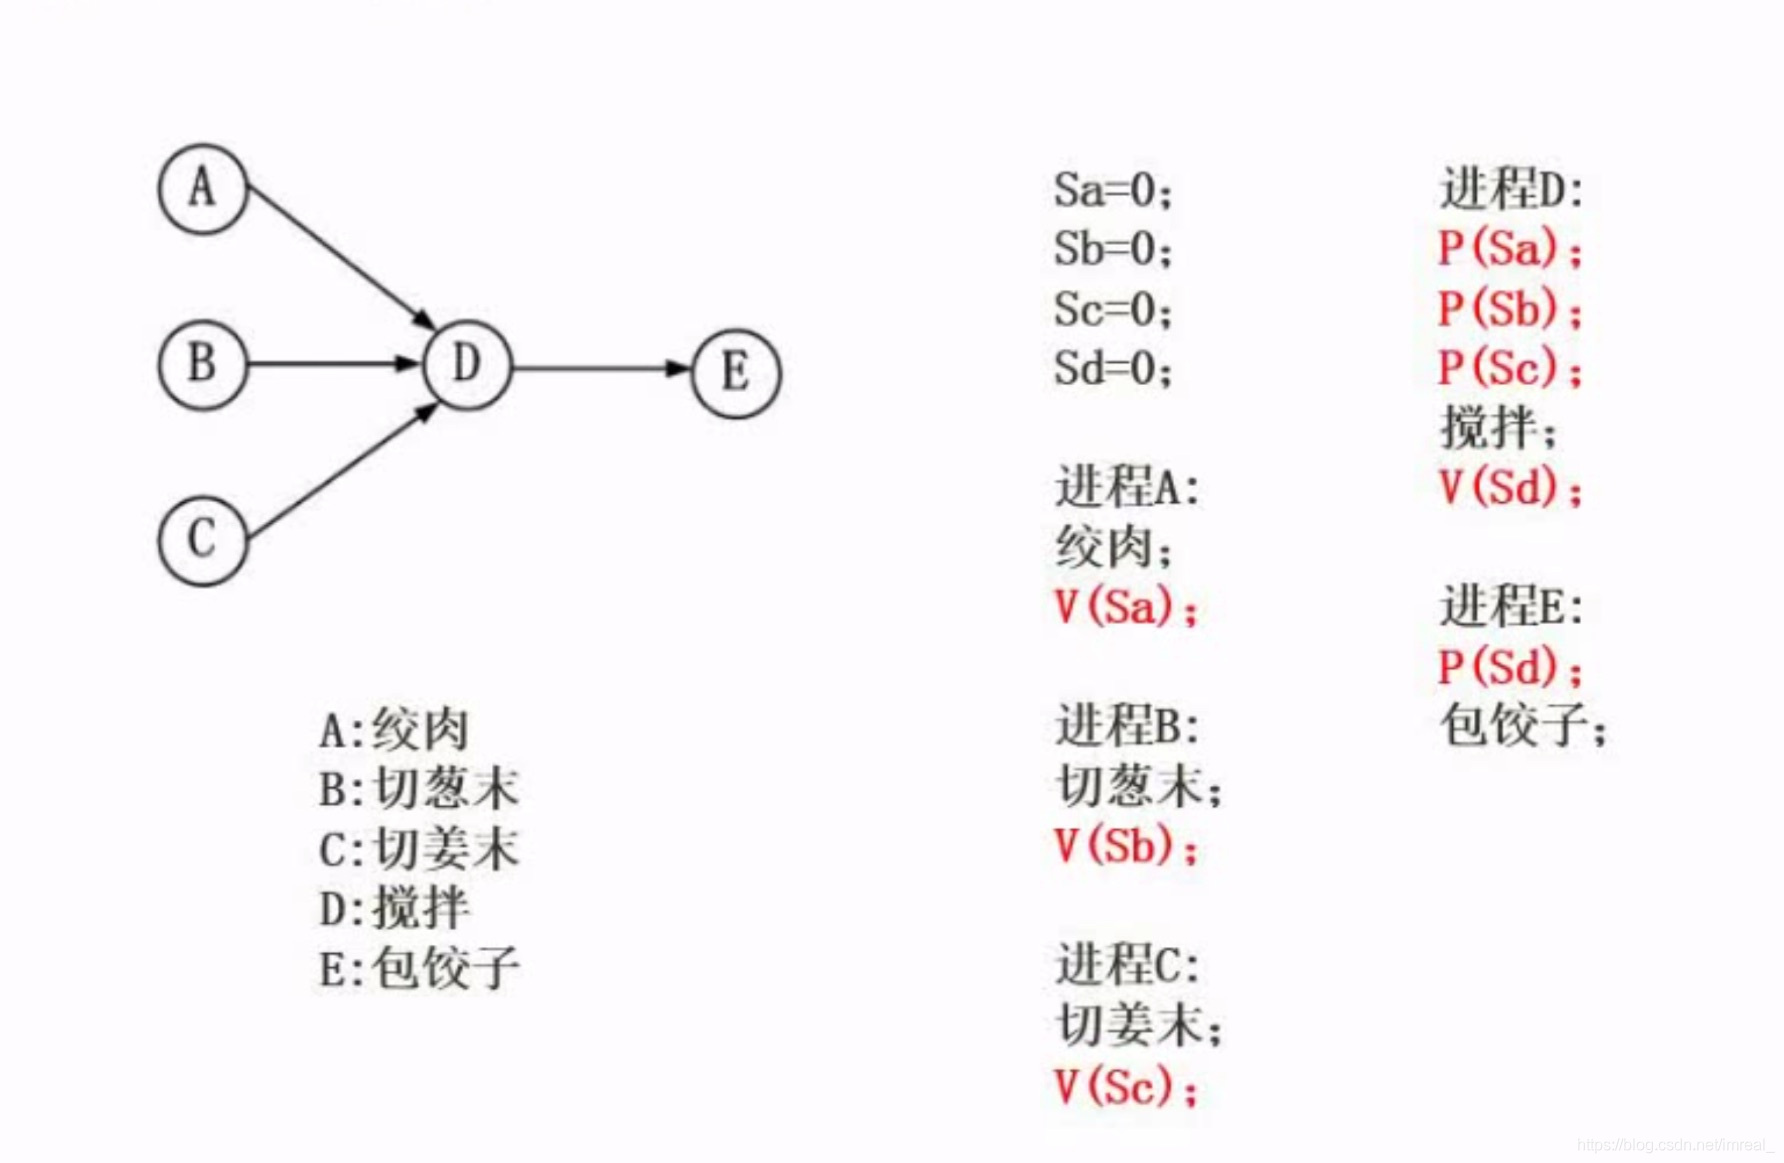 A
B
C
D
E
A:绞肉
B:切葱末
C:切姜末
D:搅拌
E:包饺子
Sa=0;
Sb=0;
Sc=0;
Sd=0;
进程A:
绞肉;
V(Sa);
进程B:
切葱末;
V(Sb);
进程C:
切姜末;
V(Sc);
进程D:
P(Sa);
P(Sb);
P(Sc);
搅拌;
V(Sd);
进程E:
P(Sd);
包饺子;
https://blog.csdn.net/imreal_